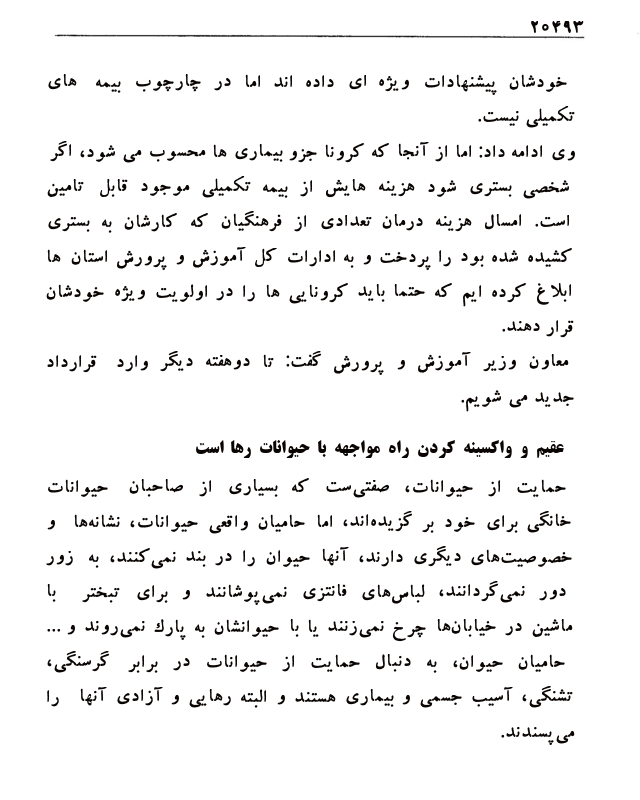 ۲۰۴۹۳
خودشان پیشنهادات ویژه ای داده اند اما در چارچوب بیمه های
تکمیلی نیست.
وی ادامه داد: اما از آنجا که کرونا جزو بیماری ها محسوب می شود، اگر
شخصی بستری شود هزینه هایش از بیمه تکمیلی موجود قابل تامین
است. امسال هزینه درمان تعدادی از فرهنگیان که کارشان به بستری
کشیده شده بود را پردخت و به ادارات کل آموزش و پرورش استان ها
ابلاغ کرده ایم که حتما باید کرونایی ها را در اولویت ویژه خودشان
قرار دهند.
معاون وزیر آموزش و پرورش گفت: تا دوهفته دیگر وارد قرارداد
جدید می شویم.
عقیم و واکسینه کردن راه مواجهه با حیوانات رها است
حمایت از حیوانات، صفتی‌ست که بسیاری از صاحبان حیوانات
خانگی برای خود بر گزیده‌اند، اما حامیان واقعی حیوانات، نشانه‌ها و
خصوصیت‌های دیگری دارند، آنها حیوان را در بند نمی‌کنند، به زور
دور نمی‌گردانند، لباس‌های فانتزی نمی‌پوشانند و برای تبختر با
ماشین در خیابان‌ها چرخ نمی‌زنند یا با حیوانشان به پارك نمی‌روند و ...
حامیان حیوان، به دنبال حمایت از حیوانات در برابر گرسنگی،
تشنگی، آسیب جسمی و بیماری هستند و البته رهایی و آزادی آنها را
می‌پسندند.